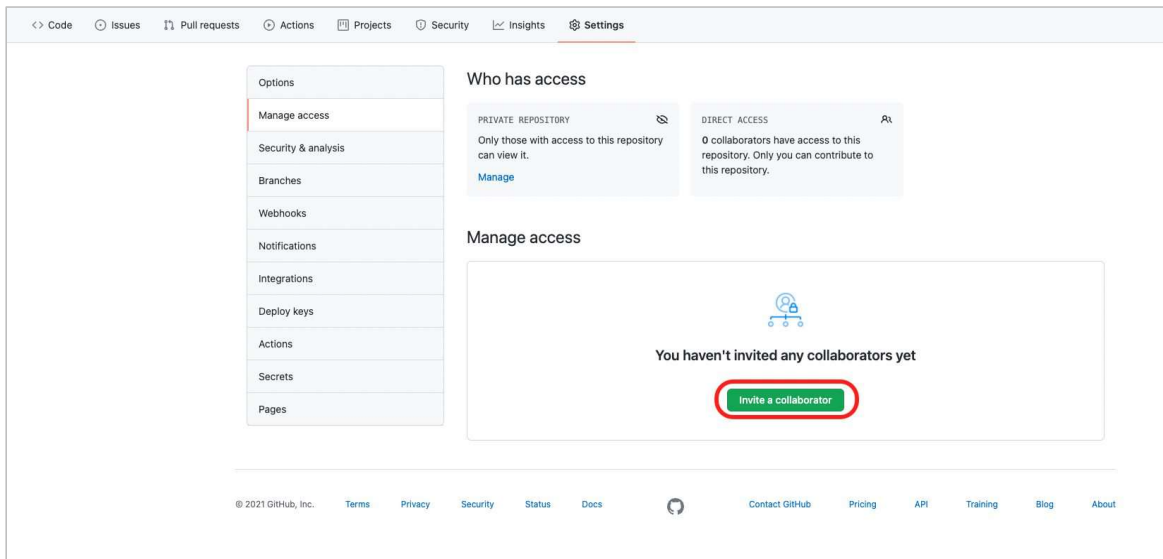 Code Issues Pull requests Actions Projects Security Insights Settings
Options
Manage access
Security & analysis
Branches
Webhooks
Notifications
Integrations
Deploy keys
Actions
Secrets
Pages
Who has access
PRIVATE REPOSITORY
Only those with access to this repository
can view it.
Manage
DIRECT ACCESS
0 collaborators have access to this
repository. Only you can contribute to
this repository.
Manage access
You haven't invited any collaborators yet
Invite a collaborator
© 2021 GitHub, Inc. Terms Privacy Security Status Docs Contact GitHub Pricing API Training Blog About